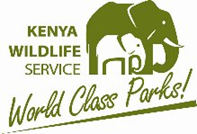 KENYA
WILDLIFE
SERVICE
World Class Parks!